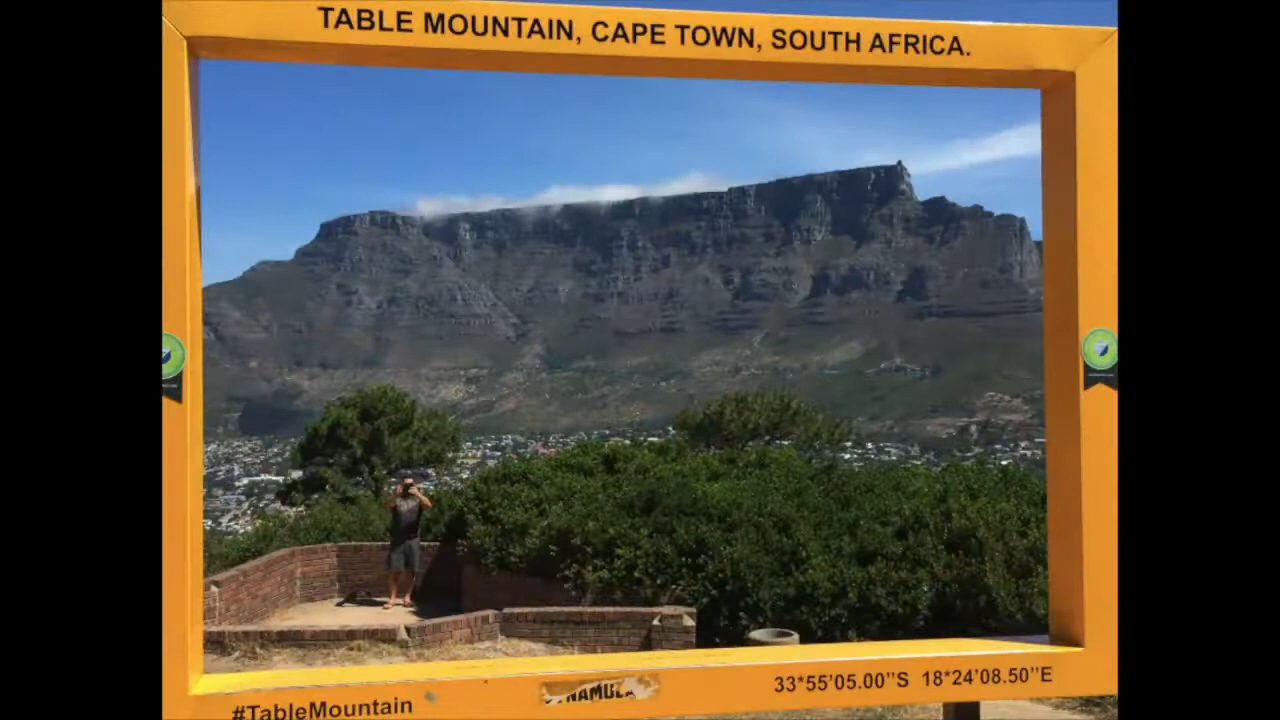 TABLE MOUNTAIN, CAPE TOWN, SOUTH AFRICA.
33*55'05.00''S 18*24'08.50''E
#TableMountain